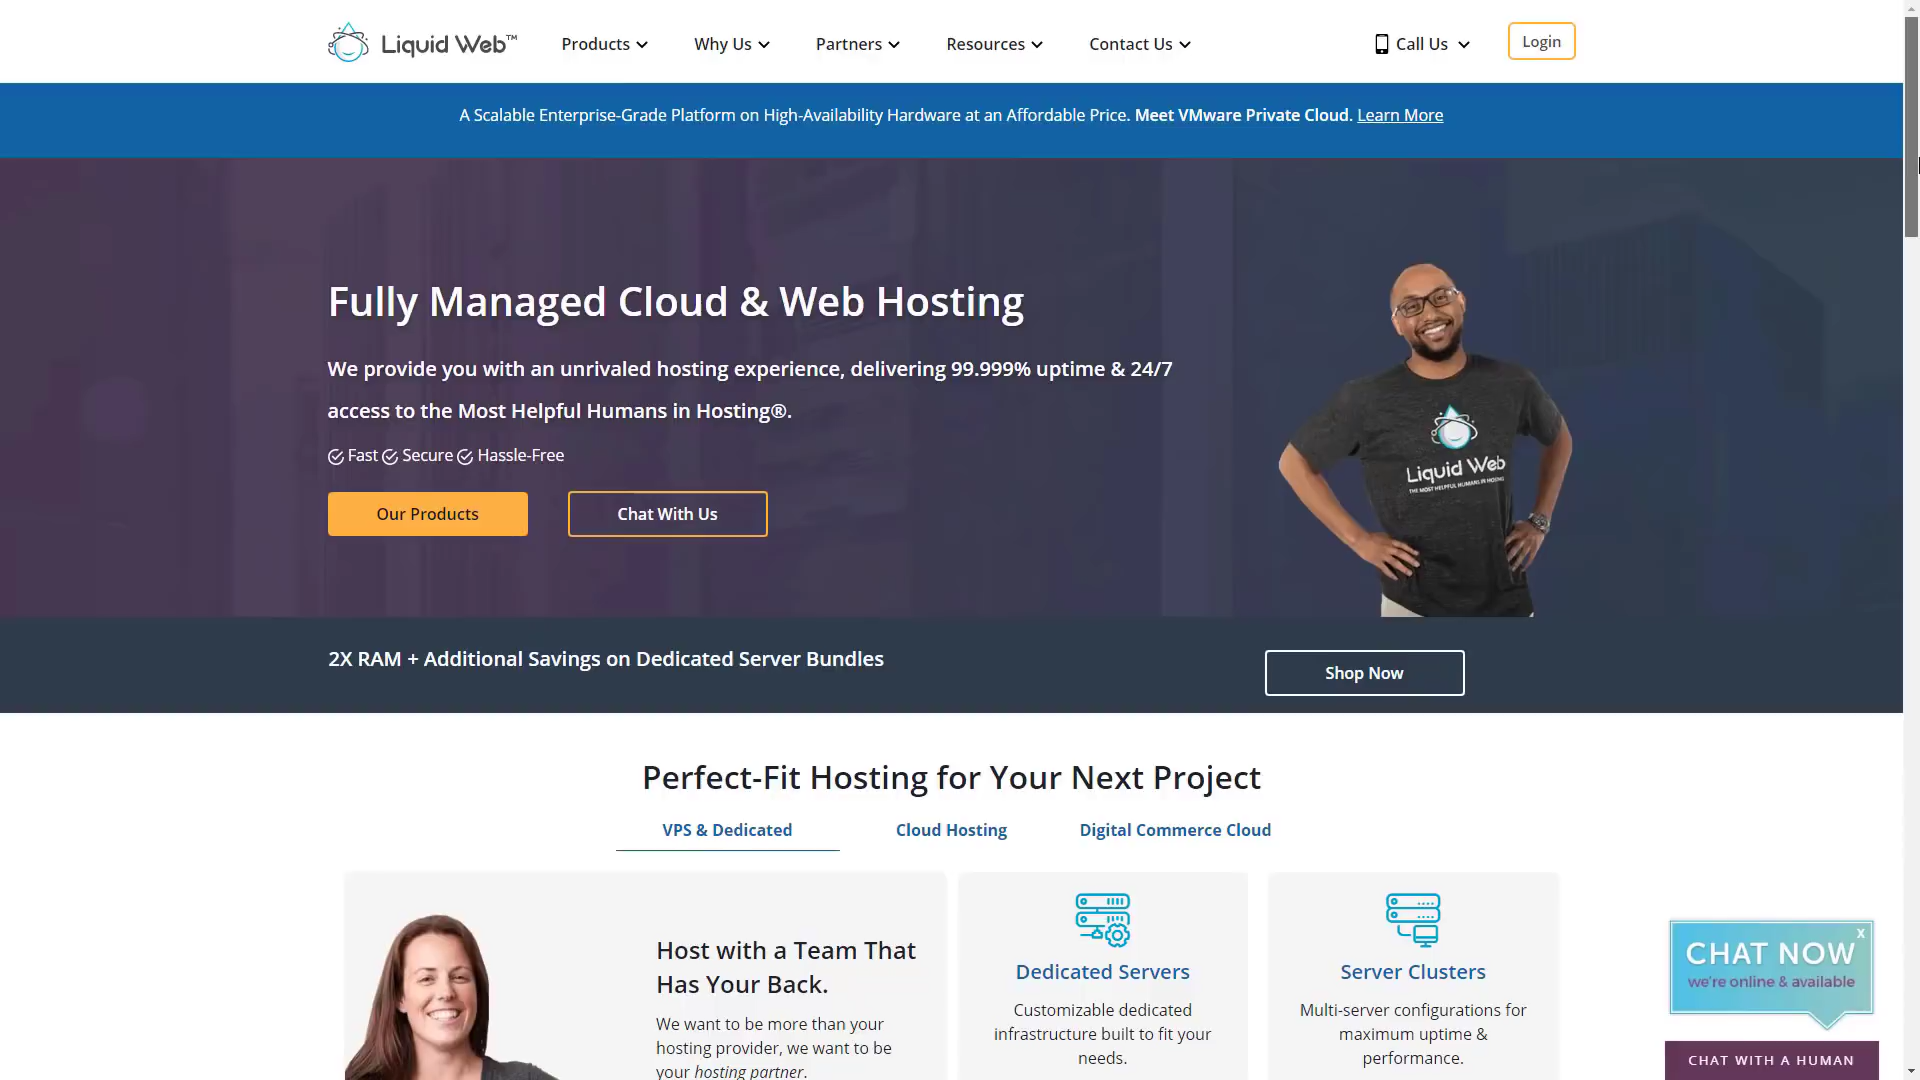 Liquid Web™
Products
Why Us
Partners
Resources
Contact Us
Call Us
Login
A Scalable Enterprise-Grade Platform on High-Availability Hardware at an Affordable Price. Meet VMware Private Cloud. Learn More
Fully Managed Cloud & Web Hosting
We provide you with an unrivaled hosting experience, delivering 99.999% uptime & 24/7
access to the Most Helpful Humans in Hosting®.
Fast Secure Hassle-Free
Our Products
Chat With Us
Liquid Web
THE MOST HELPFUL HUMANS IN HOSTING
2X RAM + Additional Savings on Dedicated Server Bundles
Shop Now
Perfect-Fit Hosting for Your Next Project
VPS & Dedicated
Cloud Hosting
Digital Commerce Cloud
Host with a Team That
Has Your Back.
We want to be more than your
hosting provider, we want to be
your hosting partner.
Dedicated Servers
Customizable dedicated
infrastructure built to fit your
needs.
Server Clusters
Multi-server configurations for
maximum uptime &
performance.
X
CHAT NOW
we're online & available
CHAT WITH A HUMAN